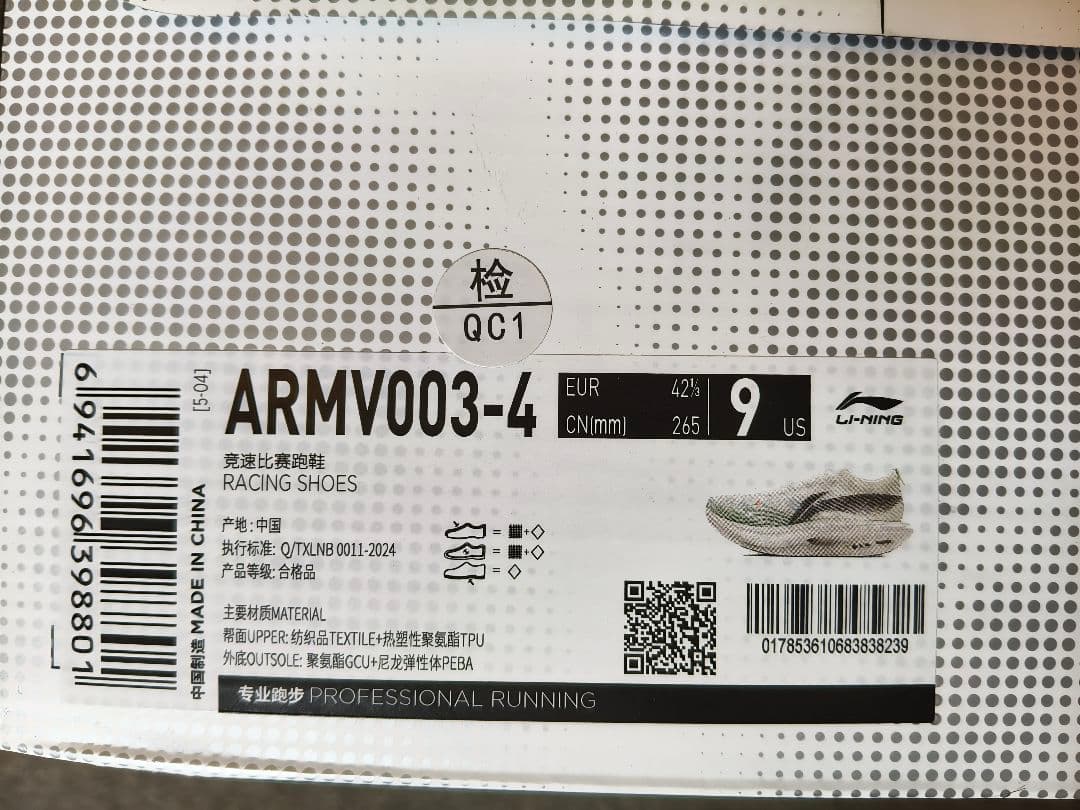 检
QC1
6941696398801
中国制造 MADE IN CHINA
[5-04]
ARMV003-4
EUR 42⅓
CN(mm) 265
9 US
LI-NING
竞速比赛跑鞋
RACING SHOES
产地:中国
执行标准: Q/TXLNB 0011-2024
产品等级: 合格品
主要材质MATERIAL
帮面UPPER: 纺织品TEXTILE+热塑性聚氨酯TPU
外底OUTSOLE: 聚氨酯GCU+尼龙弹性体PEBA
017853610683838239
专业跑步 PROFESSIONAL RUNNING